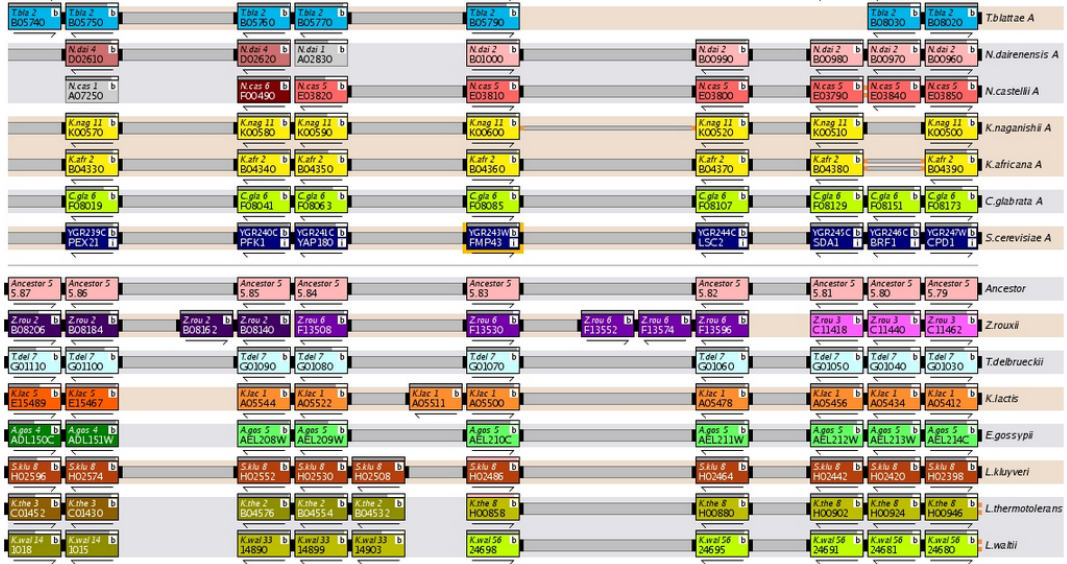 T.bla 2 b T.bla 2 b T.bla 2 b T.bla 2 b T.bla 2 b T.bla 2 b T.bla 2 b
B05740 B05750 B05760 B05770 B05790 B08030 B08020 T.blattae A
N.dai 4 b N.dai 4 b N.dai 1 b N.dai 2 b N.dai 2 b N.dai 2 b N.dai 2 b N.dai 2 b
D02610 D02620 A02830 B01000 B00990 B00980 B00970 B00960 N.dairenensis A
N.cas 1 b N.cas 6 b N.cas 5 b N.cas 5 b N.cas 5 b N.cas 5 b N.cas 5 b N.cas 5 b
A07250 F00490 E03820 E03810 E03800 E03790 E03840 E03850 N.castellii A
K.nag 11 b K.nag 11 b K.nag 11 b K.nag 11 b K.nag 11 b K.nag 11 b K.nag 11 b
K00570 K00580 K00590 K00600 K00520 K00510 K00500 K.naganishii A
K.afr 2 b K.afr 2 b K.afr 2 b K.afr 2 b K.afr 2 b K.afr 2 b K.afr 2 b
B04330 B04340 B04350 B04360 B04370 B04380 B04390 K.africana A
C.gla 6 b C.gla 6 b C.gla 6 b C.gla 6 b C.gla 6 b C.gla 6 b C.gla 6 b C.gla 6 b
F08019 F08041 F08063 F08085 F08107 F08129 F08151 F08173 C.glabrata A
YGR239C b YGR240C b YGR241C b YGR243W b YGR244C b YGR245C b YGR246C b YGR247W b
PEX21 i PFK1 i YAP180 i FMP43 i LSC2 i SDA1 i BRF1 i CPD1 i S.cerevisiae A
Ancestor 5 Ancestor 5 Ancestor 5 Ancestor 5 Ancestor 5 Ancestor 5 Ancestor 5 Ancestor 5 Ancestor 5
5.87 5.86 5.85 5.84 5.83 5.82 5.81 5.80 5.79 Ancestor
Z.rou 2 b Z.rou 2 b Z.rou 2 b Z.rou 2 b Z.rou 6 b Z.rou 6 b Z.rou 6 b Z.rou 6 b Z.rou 6 b Z.rou 3 b Z.rou 3 b Z.rou 3 b
B08206 B08184 B08162 B08140 F13508 F13530 F13552 F13574 F13596 C11418 C11440 C11462 Z.rouxii
T.del 7 b T.del 7 b T.del 7 b T.del 7 b T.del 7 b T.del 7 b T.del 7 b T.del 7 b T.del 7 b
G01110 G01100 G01090 G01080 G01070 G01060 G01050 G01040 G01030 T.delbrueckii
K.lac 5 b K.lac 5 b K.lac 1 b K.lac 1 b K.lac 1 b K.lac 1 b K.lac 1 b K.lac 1 b K.lac 1 b K.lac 1 b
E15489 E15467 A05544 A05522 A05511 A05500 A05478 A05456 A05434 A05412 K.lactis
A.gos 4 b A.gos 4 b A.gos 5 b A.gos 5 b A.gos 5 b A.gos 5 b A.gos 5 b A.gos 5 b A.gos 5 b
ADL150C ADL151W AEL208W AEL209W AEL210C AEL211W AEL212W AEL213W AEL214C E.gossypii
S.klu 8 b S.klu 8 b S.klu 8 b S.klu 8 b S.klu 8 b S.klu 8 b S.klu 8 b S.klu 8 b S.klu 8 b S.klu 8 b
H02596 H02574 H02552 H02530 H02508 H02486 H02464 H02442 H02420 H02398 L.kluyveri
K.the 3 b K.the 3 b K.the 2 b K.the 2 b K.the 2 b K.the 8 b K.the 8 b K.the 8 b K.the 8 b K.the 8 b
C01452 C01430 B04576 B04554 B04532 H00858 H00880 H00902 H00924 H00946 L.thermotolerans
K.wal 14 b K.wal 14 b K.wal 33 b K.wal 33 b K.wal 33 b K.wal 56 b K.wal 56 b K.wal 56 b K.wal 56 b K.wal 56 b
1018 1015 14890 14899 14903 24698 24695 24691 24681 24680 L.waltii